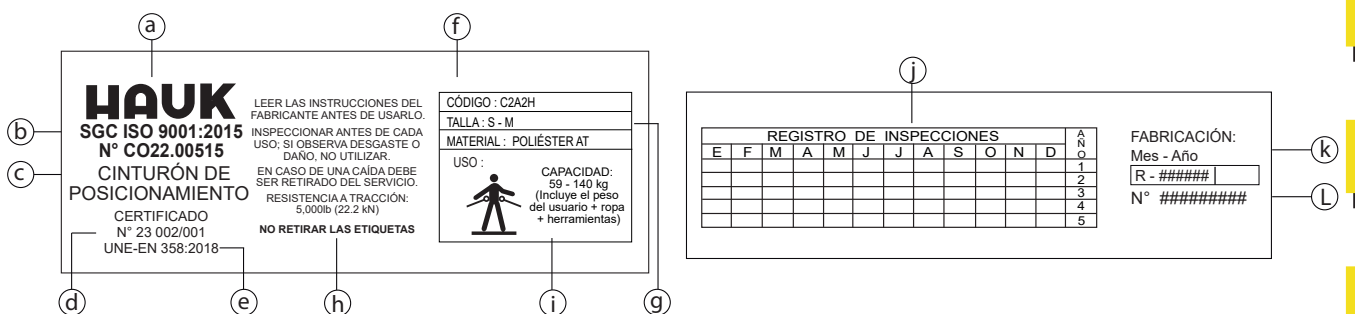 a
f
j
HAUK
SGC ISO 9001:2015
N° CO22.00515
CINTURÓN DE
POSICIONAMIENTO
CERTIFICADO
N° 23 002/001
UNE-EN 358:2018
b
c
d
e
LEER LAS INSTRUCCIONES DEL
FABRICANTE ANTES DE USARLO.
INSPECCIONAR ANTES DE CADA
USO; SI OBSERVA DESGASTE O
DAÑO, NO UTILIZAR.
EN CASO DE UNA CAÍDA DEBE
SER RETIRADO DEL SERVICIO.
RESISTENCIA A TRACCIÓN:
5,000lb (22.2 kN)
NO RETIRAR LAS ETIQUETAS
h
CÓDIGO : C2A2H
TALLA : S - M
MATERIAL : POLIÉSTER AT
USO :
CAPACIDAD:
59 - 140 kg
(Incluye el peso
del usuario + ropa
+ herramientas)
i
g
REGISTRO DE INSPECCIONES
AÑO
E F M A M J J A S O N D
1
2
3
4
5
FABRICACIÓN:
Mes - Año
R - ######
N° #########
k
L